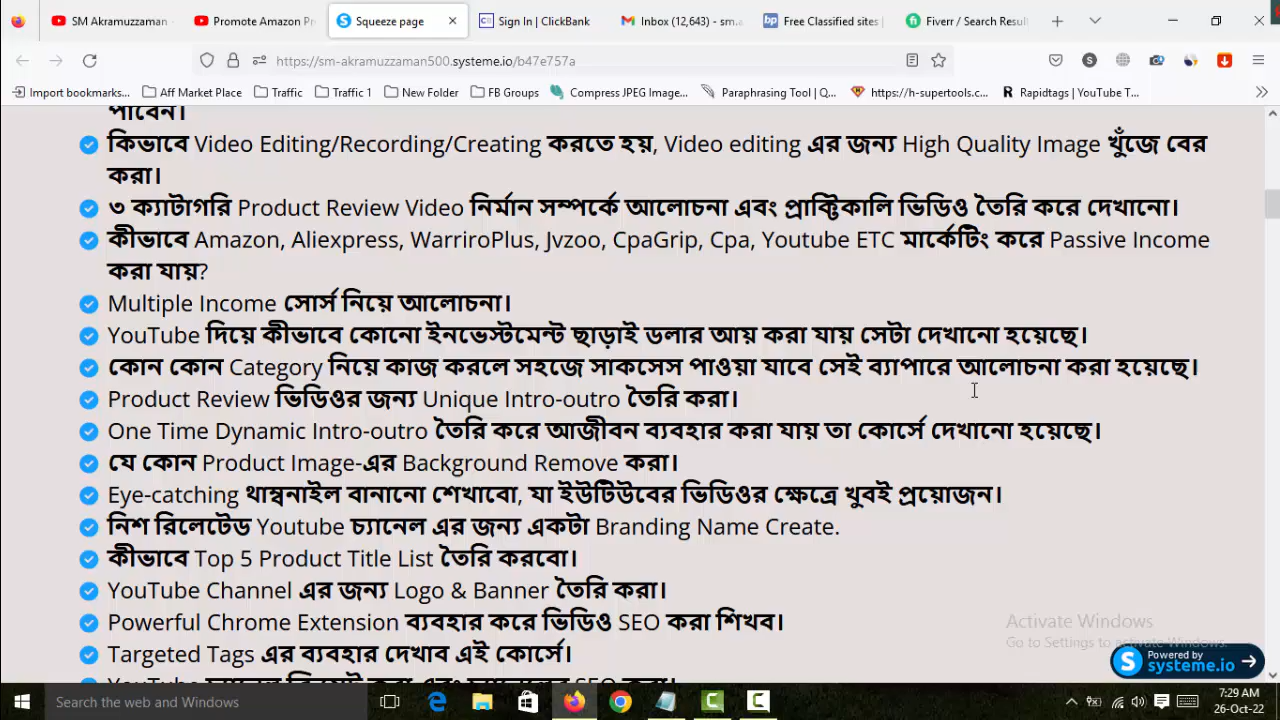 SM Akramuzzaman -
Promote Amazon Pr
Squeeze page
Sign In | ClickBank
Inbox (12,643) - sm.a
Free Classified sites |
Fiverr / Search Resul
https://sm-akramuzzaman500.systeme.io/b47e757a
Import bookmarks...
Aff Market Place
Traffic
Traffic 1
New Folder
FB Groups
Compress JPEG Image...
Paraphrasing Tool | Q...
https://h-supertools.c...
Rapidtags | YouTube T...
পাবেন।
কিভাবে Video Editing/Recording/Creating করতে হয়, Video editing এর জন্য High Quality Image খুঁজে বের
করা।
৩ ক্যাটাগরি Product Review Video নির্মান সম্পর্কে আলোচনা এবং প্রাক্টিকালি ভিডিও তৈরি করে দেখানো।
কীভাবে Amazon, Aliexpress, WarriroPlus, Jvzoo, CpaGrip, Cpa, Youtube ETC মার্কেটিং করে Passive Income
করা যায়?
Multiple Income সোর্স নিয়ে আলোচনা।
YouTube দিয়ে কীভাবে কোনো ইনভেস্টমেন্ট ছাড়াই ডলার আয় করা যায় সেটা দেখানো হয়েছে।
কোন কোন Category নিয়ে কাজ করলে সহজে সাকসেস পাওয়া যাবে সেই ব্যাপারে আলোচনা করা হয়েছে।
Product Review ভিডিওর জন্য Unique Intro-outro তৈরি করা।
One Time Dynamic Intro-outro তৈরি করে আজীবন ব্যবহার করা যায় তা কোর্সে দেখানো হয়েছে।
যে কোন Product Image-এর Background Remove করা।
Eye-catching থাম্বনাইল বানানো শেখাবো, যা ইউটিউবের ভিডিওর ক্ষেত্রে খুবই প্রয়োজন।
নিশ রিলেটেড Youtube চ্যানেল এর জন্য একটা Branding Name Create.
কীভাবে Top 5 Product Title List তৈরি করবো।
YouTube Channel এর জন্য Logo & Banner তৈরি করা।
Powerful Chrome Extension ব্যবহার করে ভিডিও SEO করা শিখব।
Targeted Tags এর ব্যবহার দেখাব এই কোর্সে।
Activate Windows
Go to Settings to activate Windows.
Powered by
systeme.io
Search the web and Windows
7:29 AM
26-Oct-22